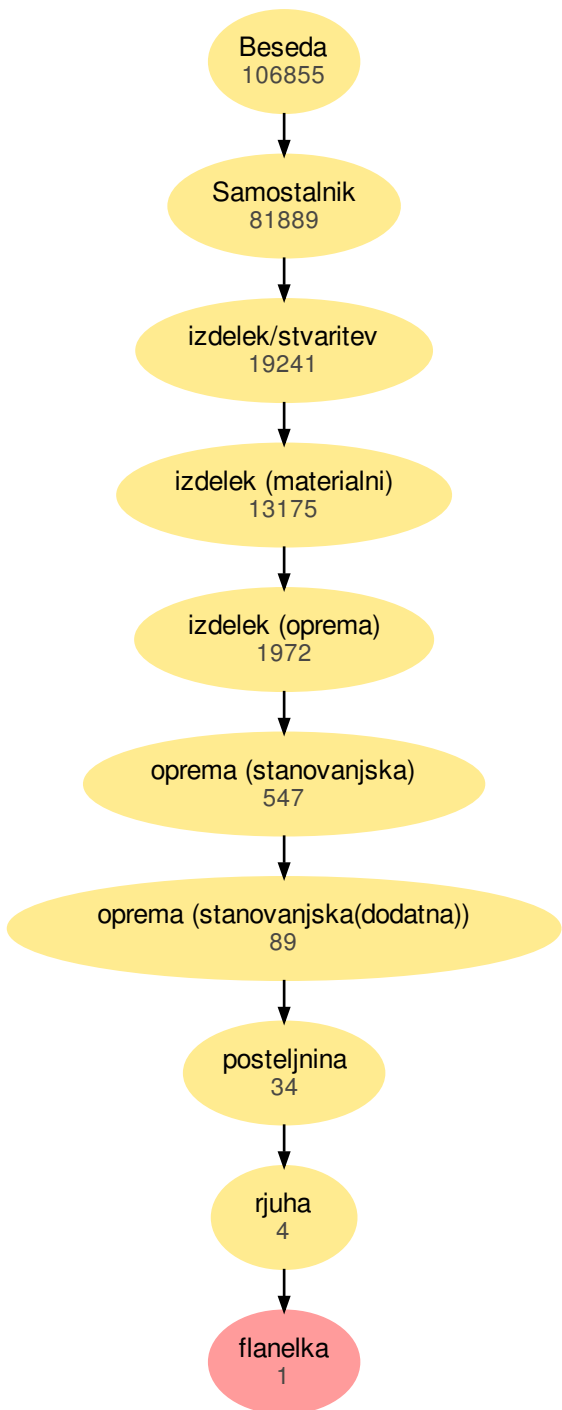 Beseda
106855
Samostalnik
81889
izdelek/stvaritev
19241
izdelek (materialni)
13175
izdelek (oprema)
1972
oprema (stanovanjska)
547
oprema (stanovanjska(dodatna))
89
posteljnina
34
rjuha
4
flanelka
1